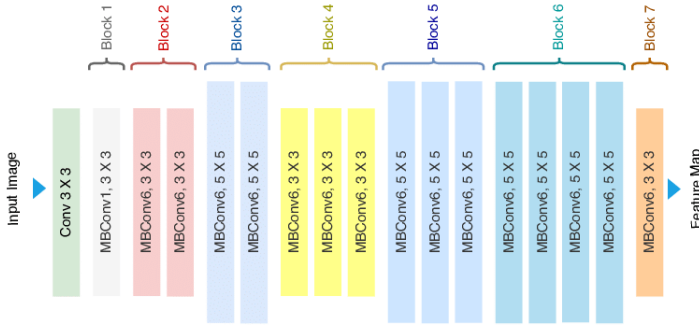 Block 1
Block 2
Block 3
Block 4
Block 5
Block 6
Block 7
Input Image
Conv 3 X 3
MBConv1, 3 X 3
MBConv6, 3 X 3
MBConv6, 3 X 3
MBConv6, 5 X 5
MBConv6, 5 X 5
MBConv6, 3 X 3
MBConv6, 3 X 3
MBConv6, 3 X 3
MBConv6, 5 X 5
MBConv6, 5 X 5
MBConv6, 5 X 5
MBConv6, 5 X 5
MBConv6, 5 X 5
MBConv6, 5 X 5
MBConv6, 5 X 5
MBConv6, 3 X 3
Feature Map